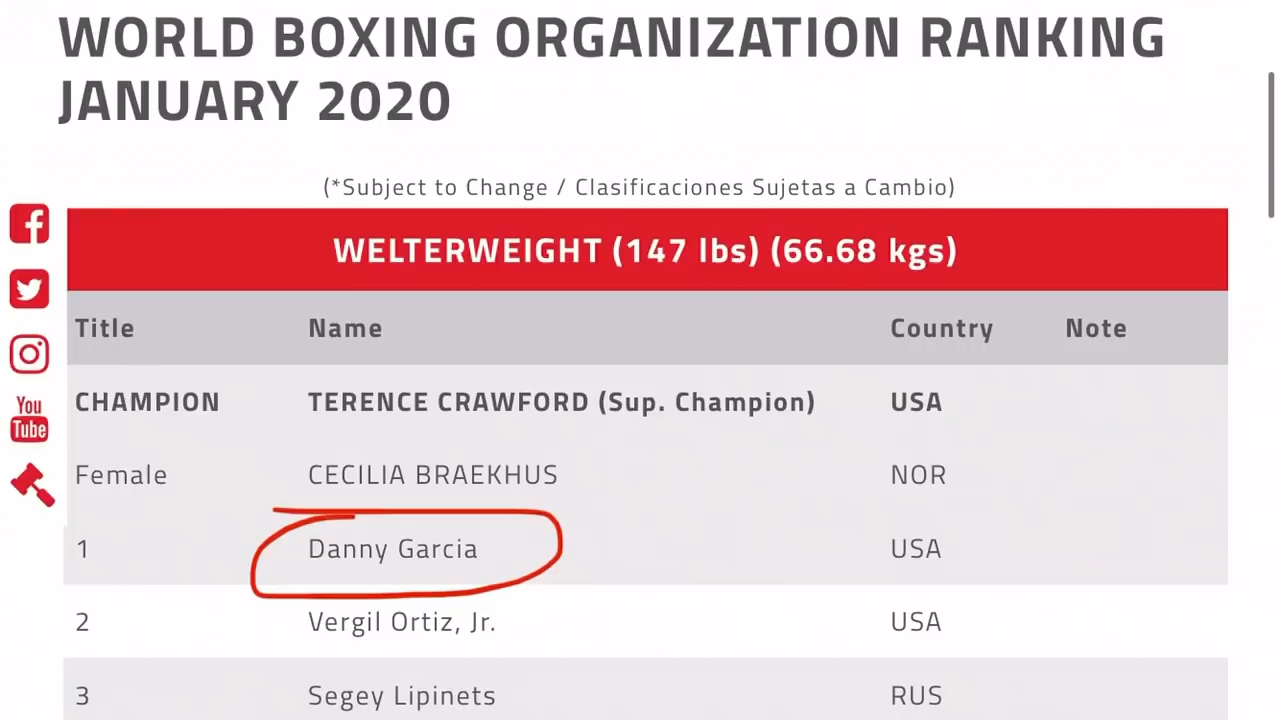 WORLD BOXING ORGANIZATION RANKING
JANUARY 2020
(*Subject to Change / Clasificaciones Sujetas a Cambio)
WELTERWEIGHT (147 lbs) (66.68 kgs)
Title Name Country Note
CHAMPION TERENCE CRAWFORD (Sup. Champion) USA
Female CECILIA BRAEKHUS NOR
1 Danny Garcia USA
2 Vergil Ortiz, Jr. USA
3 Segey Lipinets RUS
You
Tube